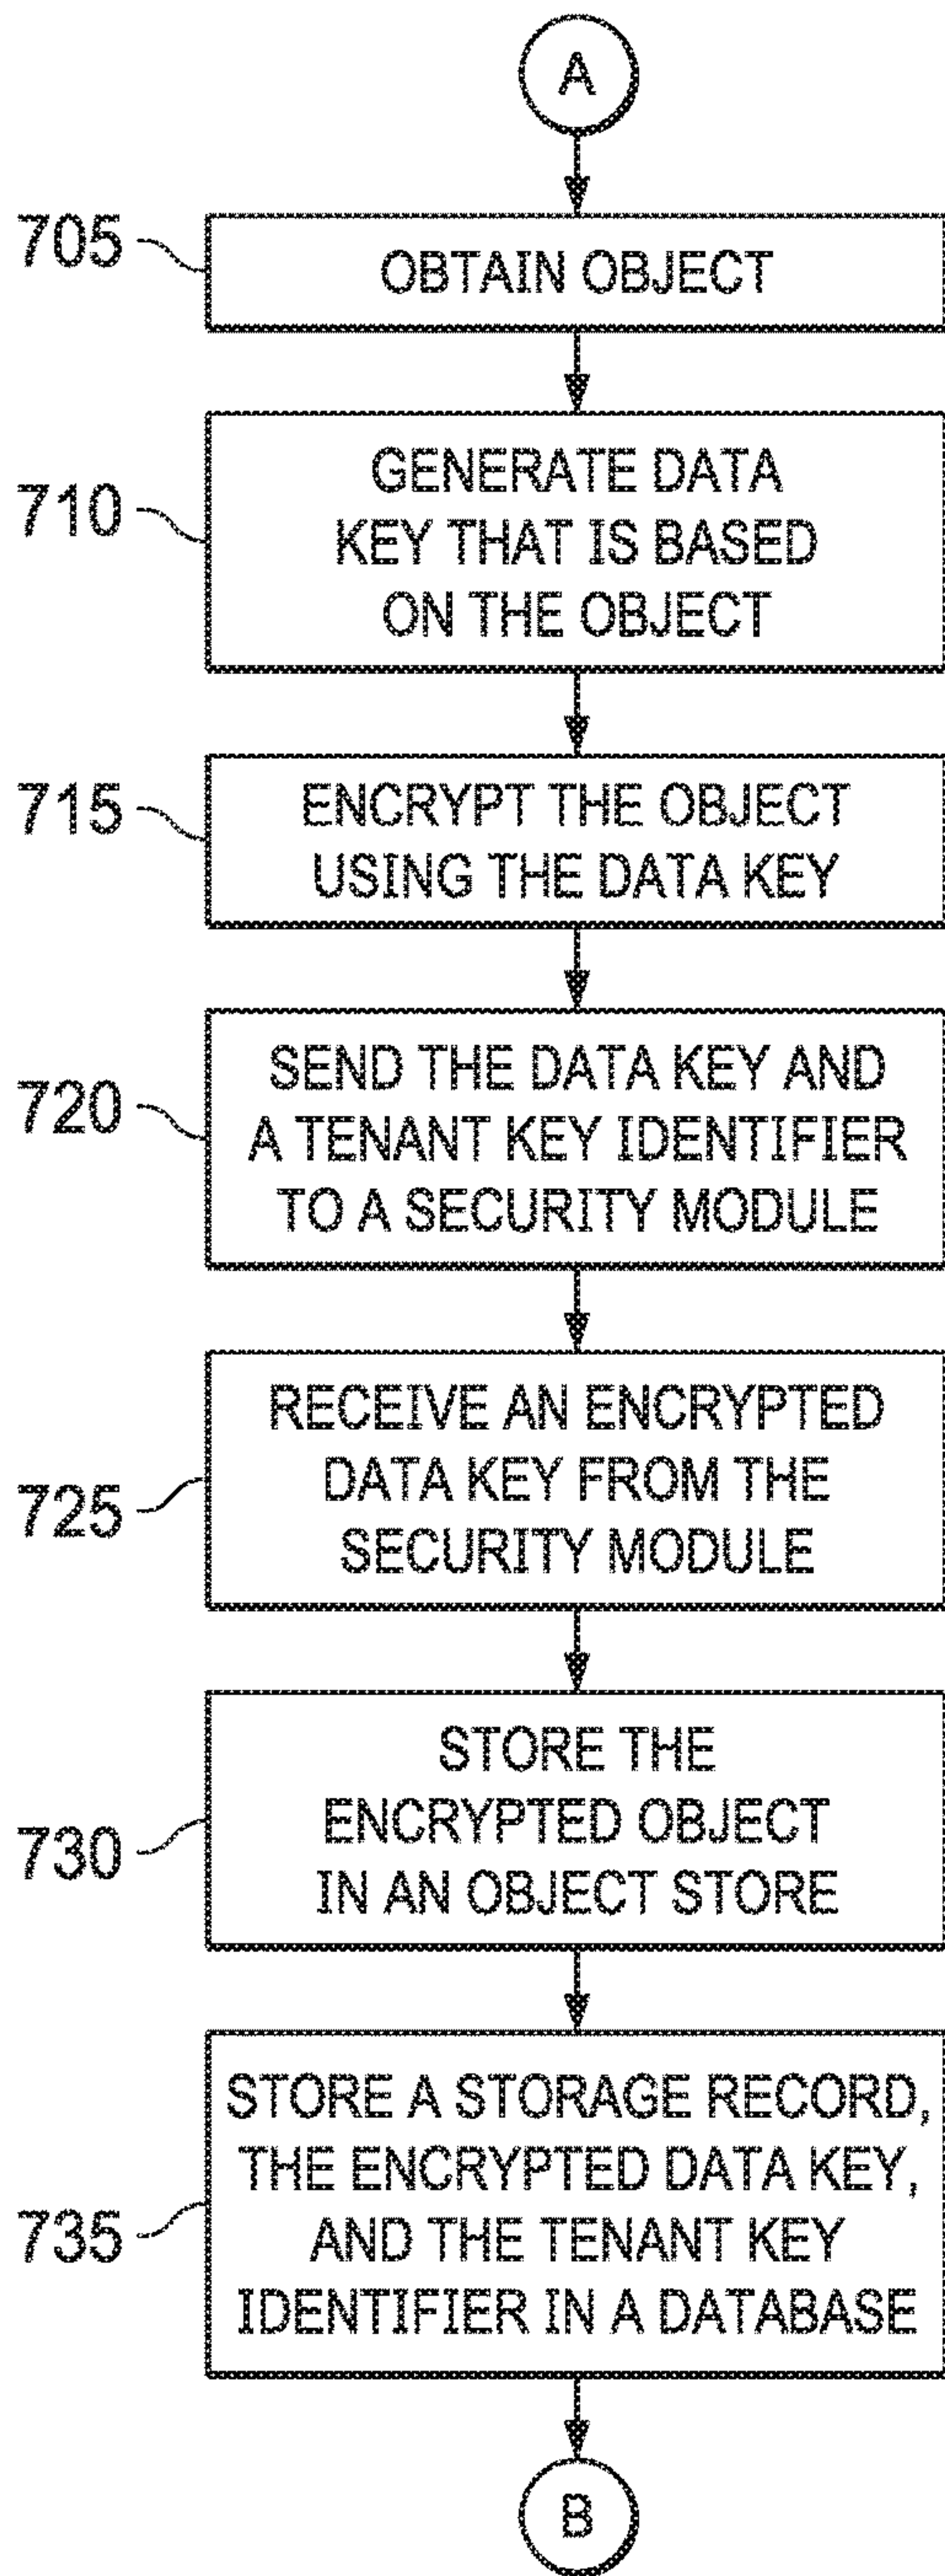 A
705
OBTAIN OBJECT
710
GENERATE DATA
KEY THAT IS BASED
ON THE OBJECT
715
ENCRYPT THE OBJECT
USING THE DATA KEY
720
SEND THE DATA KEY AND
A TENANT KEY IDENTIFIER
TO A SECURITY MODULE
725
RECEIVE AN ENCRYPTED
DATA KEY FROM THE
SECURITY MODULE
730
STORE THE
ENCRYPTED OBJECT
IN AN OBJECT STORE
735
STORE A STORAGE RECORD,
THE ENCRYPTED DATA KEY,
AND THE TENANT KEY
IDENTIFIER IN A DATABASE
B